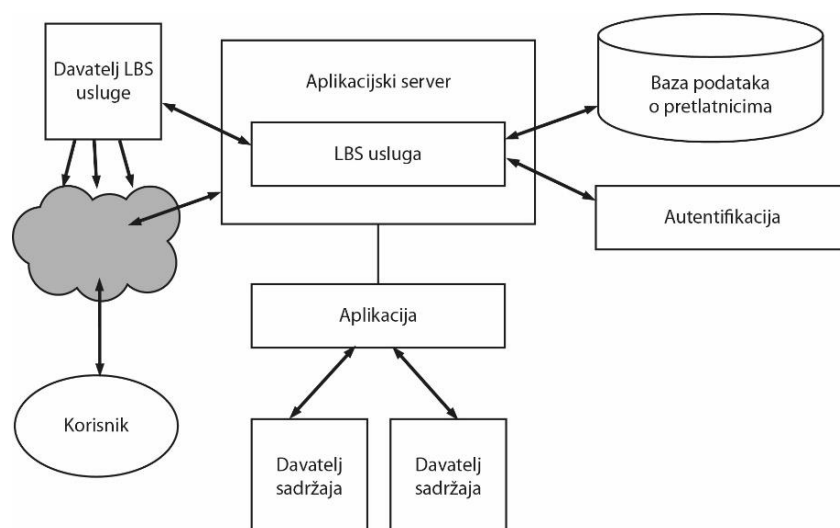 Davatelj LBS
usluge
Aplikacijski server
LBS usluga
Baza podataka
o pretlatnicima
Autentifikacija
Aplikacija
Korisnik
Davatelj
sadržaja
Davatelj
sadržaja